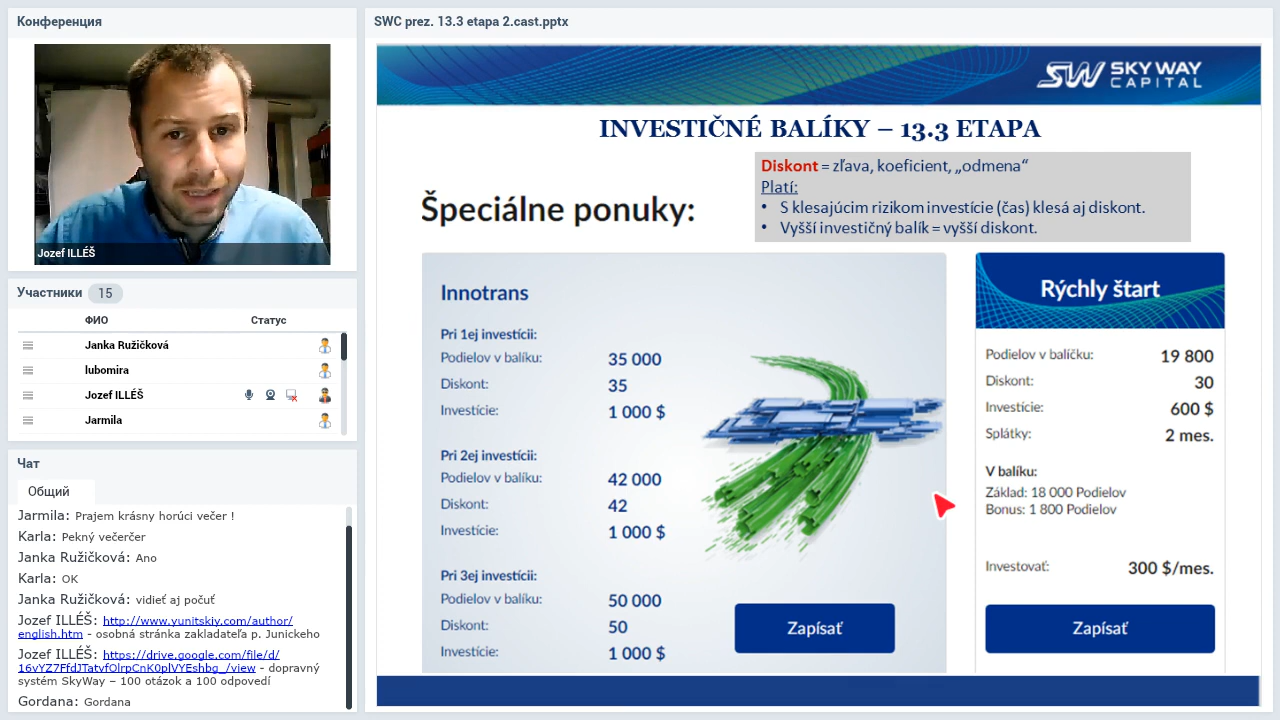 Конференция
Jozef ILLÉŠ
Участники 15
ФИО Статус
Janka Ružičková
lubomira
Jozef ILLÉŠ
Jarmila
Чат
Общий
Jarmila: Prajem krásny horúci večer !
Karla: Pekný večerčer
Janka Ružičková: Ano
Karla: OK
Janka Ružičková: vidieť aj počuť
Jozef ILLÉŠ: http://www.yunitskiy.com/author/
english.htm - osobná stránka zakladateľa p. Junickeho
Jozef ILLÉŠ: https://drive.google.com/file/d/
- dopravný
systém SkyWay – 100 otázok a 100 odpovedí
Gordana: Gordana
SWC prez. 13.3 etapa 2.cast.pptx
SW SKY WAY
CAPITAL
INVESTIČNÉ BALÍKY – 13.3 ETAPA
Diskont = zľava, koeficient, „odmena“
Platí:
• S klesajúcim rizikom investície (čas) klesá aj diskont.
• Vyšší investičný balík = vyšší diskont.
Špeciálne ponuky:
Innotrans
Pri 1ej investícii:
Podielov v balíku: 35 000
Diskont: 35
Investície: 1 000 $
Pri 2ej investícii:
Podielov v balíku: 42 000
Diskont: 42
Investície: 1 000 $
Pri 3ej investícii:
Podielov v balíku: 50 000
Diskont: 50
Investície: 1 000 $
Zapísať
Rýchly štart
Podielov v balíčku: 19 800
Diskont: 30
Investície: 600 $
Splátky: 2 mes.
V balíku:
Základ: 18 000 Podielov
Bonus: 1 800 Podielov
Investovať: 300 $/mes.
Zapísať